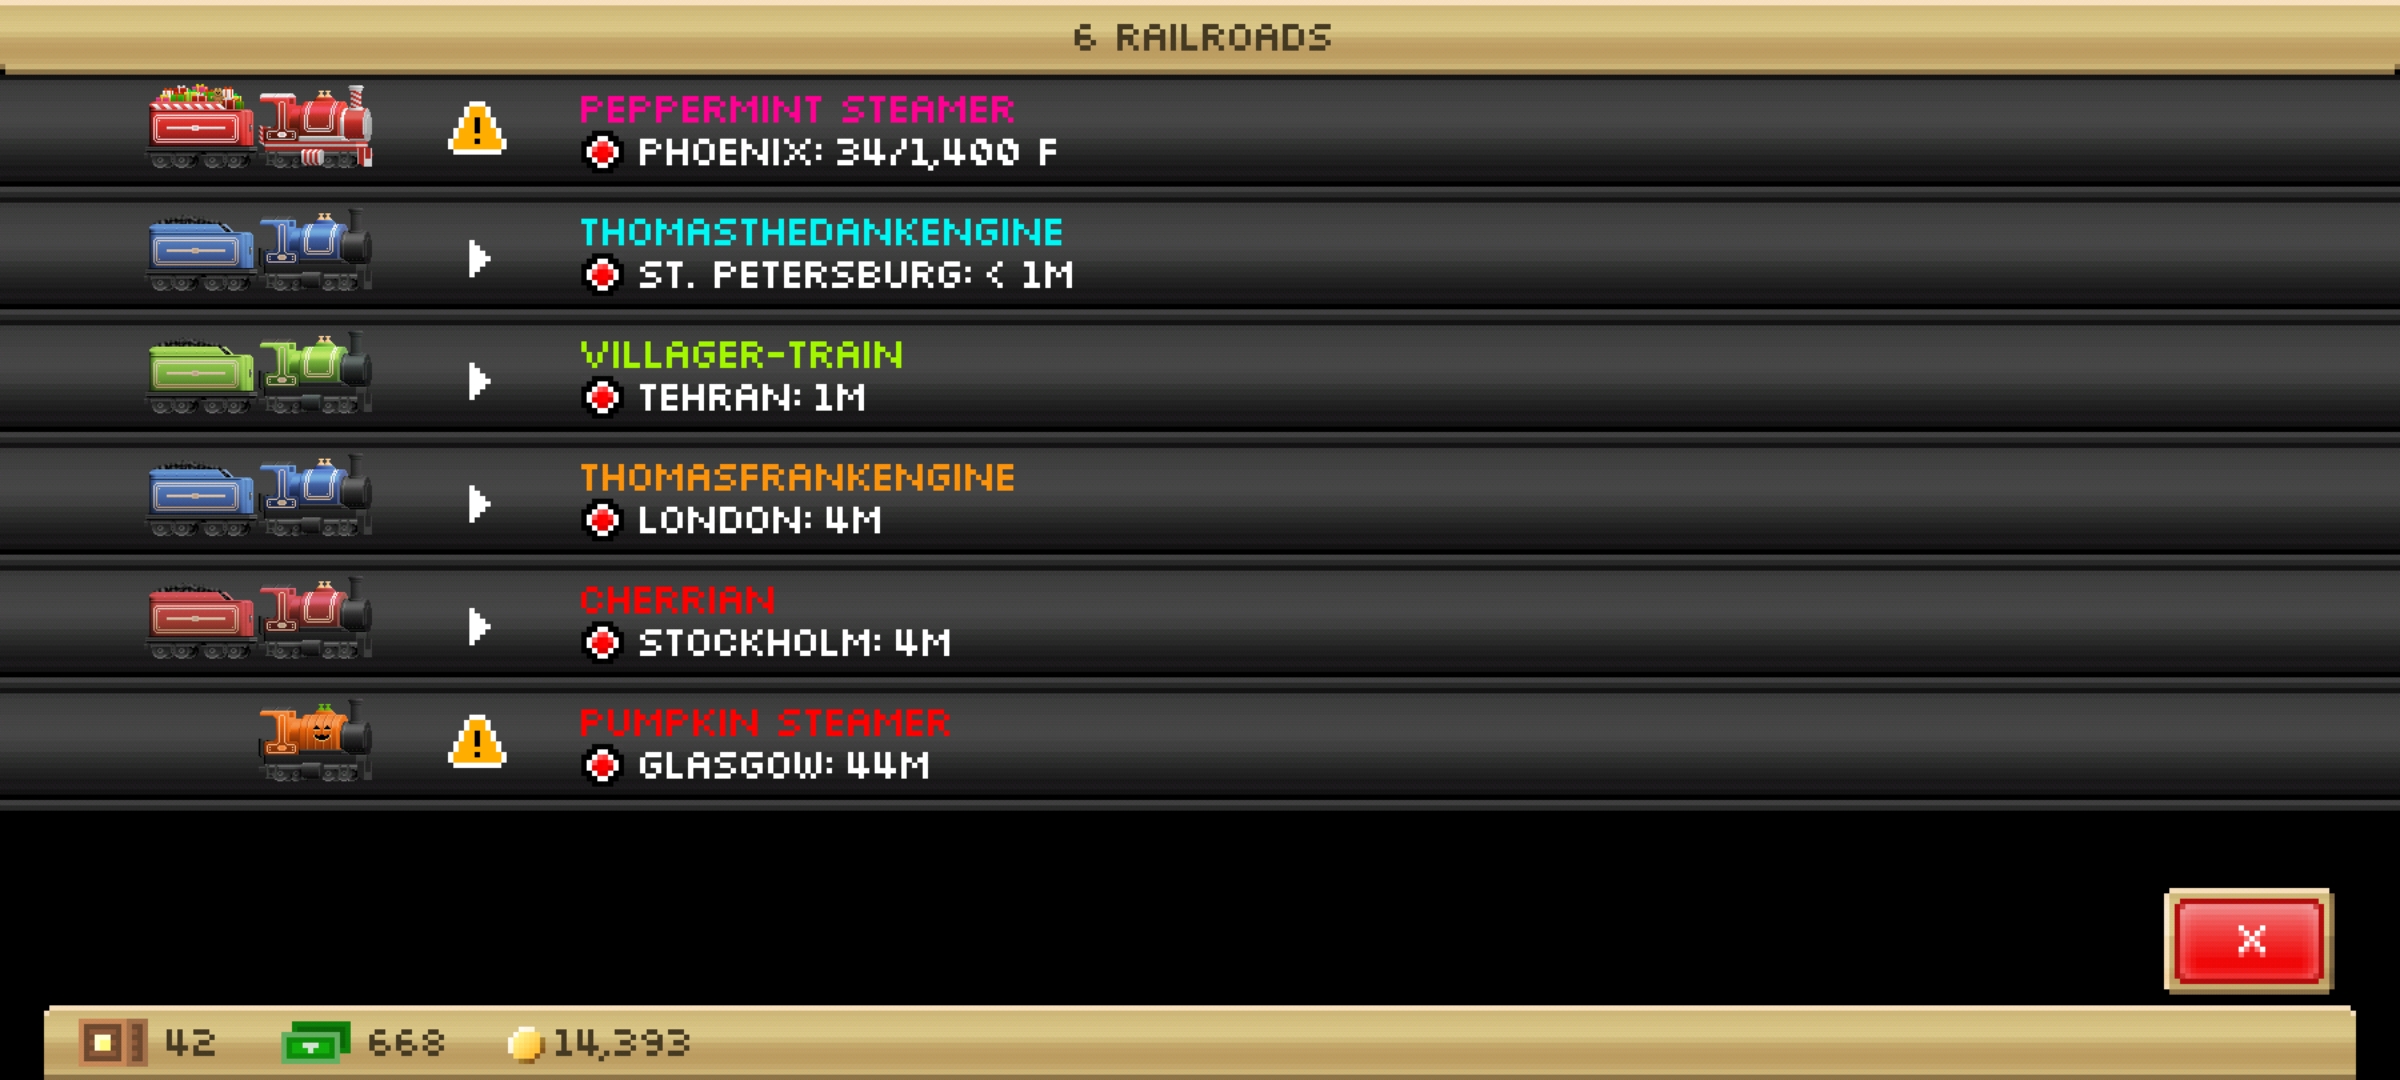 6 RAILROADS
PEPPERMINT STEAMER
PHOENIX: 34/1,400 F
THOMASTHEDANKENGINE
ST. PETERSBURG: < 1M
VILLAGER-TRAIN
TEHRAN: 1M
THOMASFRANKENGINE
LONDON: 4M
CHERRIAN
STOCKHOLM: 4M
PUMPKIN STEAMER
GLASGOW: 44M
42 668 14,393